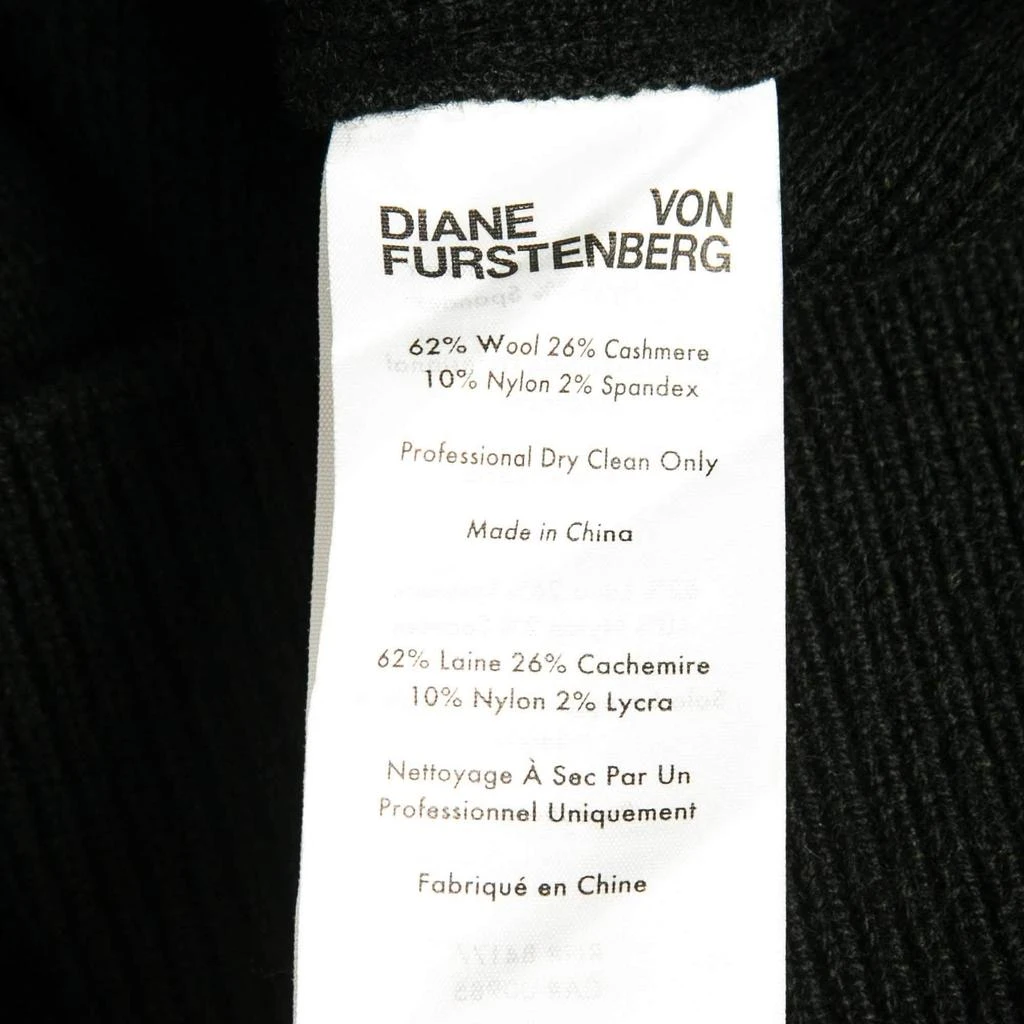 DIANE VON
FURSTENBERG
62% Wool 26% Cashmere
10% Nylon 2% Spandex
Professional Dry Clean Only
Made in China
62% Laine 26% Cachemire
10% Nylon 2% Lycra
Nettoyage À Sec Par Un
Professionnel Uniquement
Fabriqué en Chine